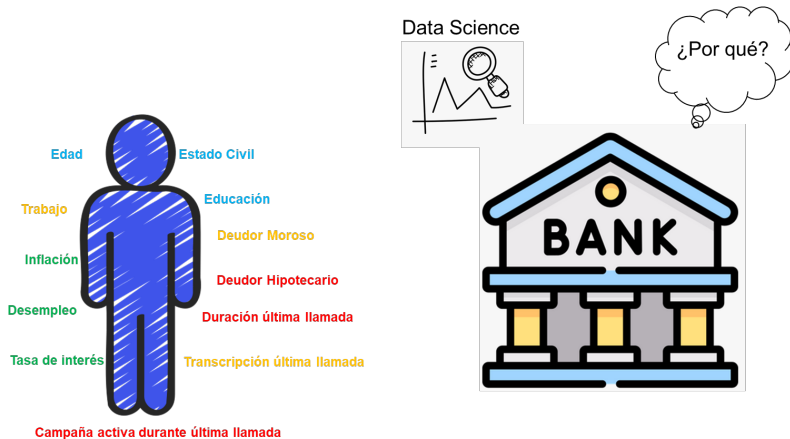 Data Science
¿Por qué?
Edad
Estado Civil
Trabajo
Educación
Deudor Moroso
Inflación
Deudor Hipotecario
Desempleo
Duración última llamada
Tasa de interés
Transcripción última llamada
Campaña activa durante última llamada
BANK